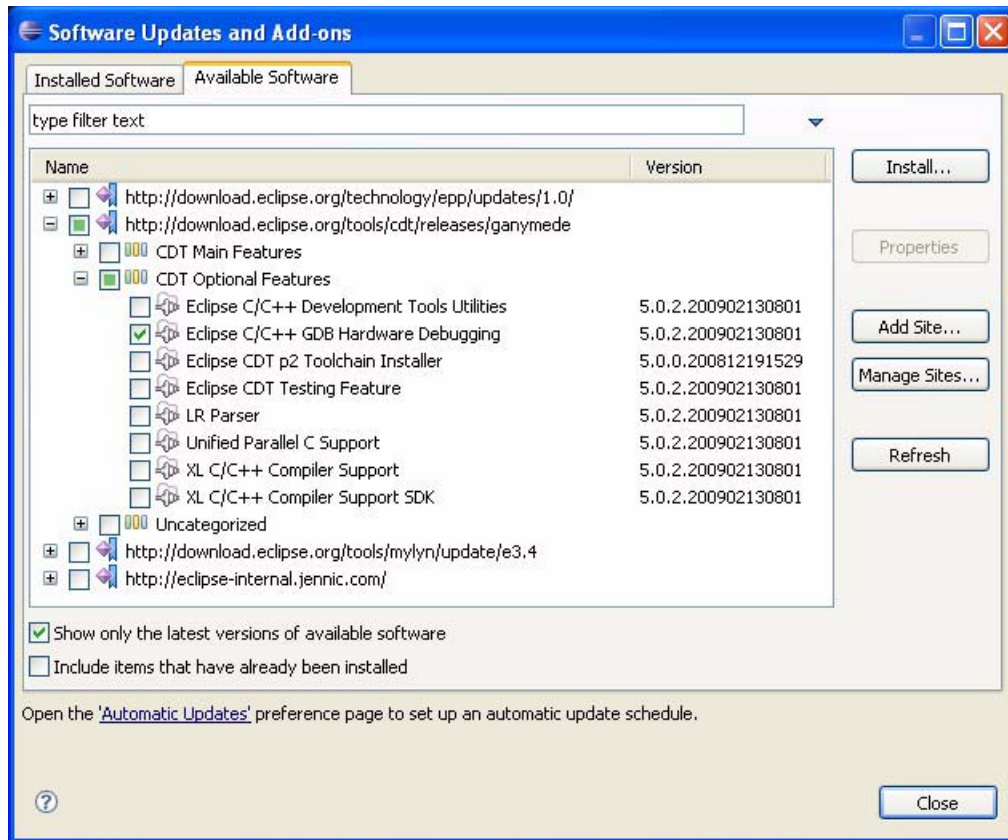 Software Updates and Add-ons
Installed Software Available Software
type filter text
Name Version
Install...
http://download.eclipse.org/technology/epp/updates/1.0/
http://download.eclipse.org/tools/cdt/releases/ganymede
CDT Main Features
Properties
CDT Optional Features
Eclipse C/C++ Development Tools Utilities 5.0.2.200902130801
Eclipse C/C++ GDB Hardware Debugging 5.0.2.200902130801
Add Site...
Eclipse CDT p2 Toolchain Installer 5.0.0.200812191529
Manage Sites...
Eclipse CDT Testing Feature 5.0.2.200902130801
LR Parser 5.0.2.200902130801
Unified Parallel C Support 5.0.2.200902130801
Refresh
XL C/C++ Compiler Support 5.0.2.200902130801
XL C/C++ Compiler Support SDK 5.0.2.200902130801
Uncategorized
http://download.eclipse.org/tools/mylyn/update/e3.4
http://eclipse-internal.jennic.com/
Show only the latest versions of available software
Include items that have already been installed
Open the 'Automatic Updates' preference page to set up an automatic update schedule.
?
Close